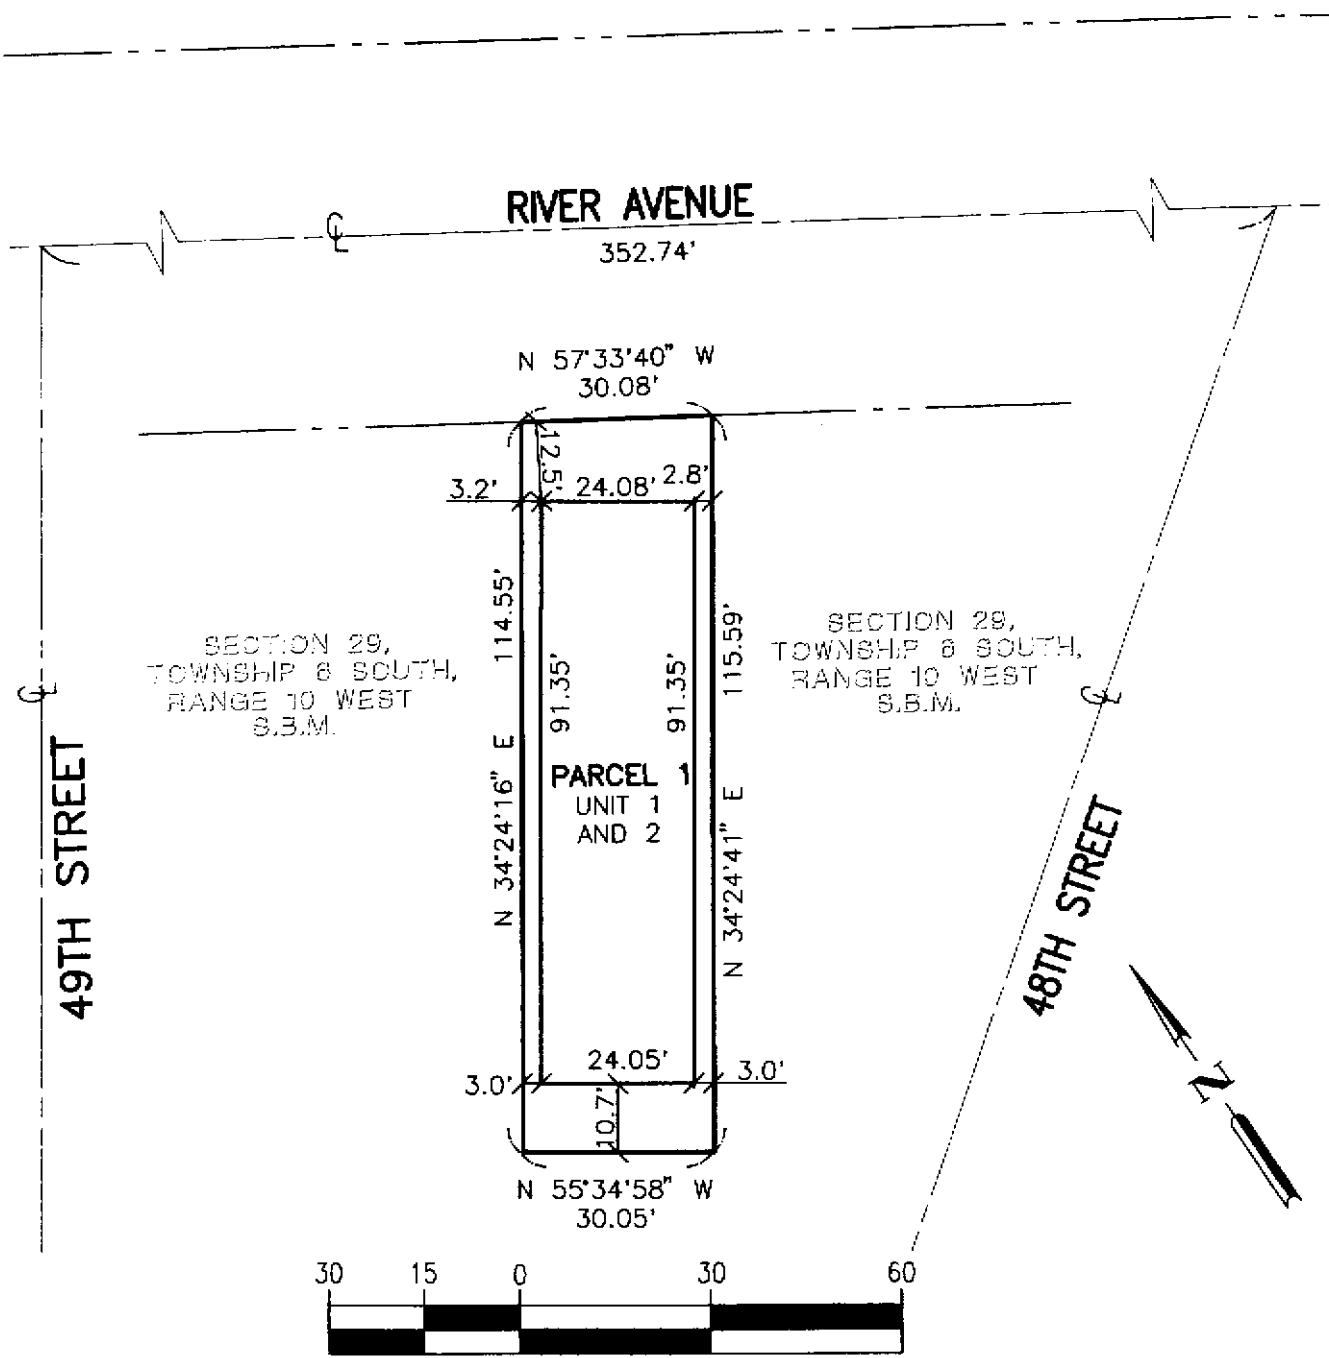 RIVER AVENUE
352.74'
N 57°33'40" W
30.08'
12.5'
3.2'
24.08'
2.8'
114.55'
N 34°24'16" E
91.35'
91.35'
115.59'
N 34°24'41" E
SECTION 29,
TOWNSHIP 6 SOUTH,
RANGE 10 WEST
S.B.M.
SECTION 29,
TOWNSHIP 6 SOUTH,
RANGE 10 WEST
S.B.M.
PARCEL 1
UNIT 1
AND 2
49TH STREET
48TH STREET
24.05'
3.0'
3.0'
10.7'
N
N 55°34'58" W
30.05'
30 15 0 30 60